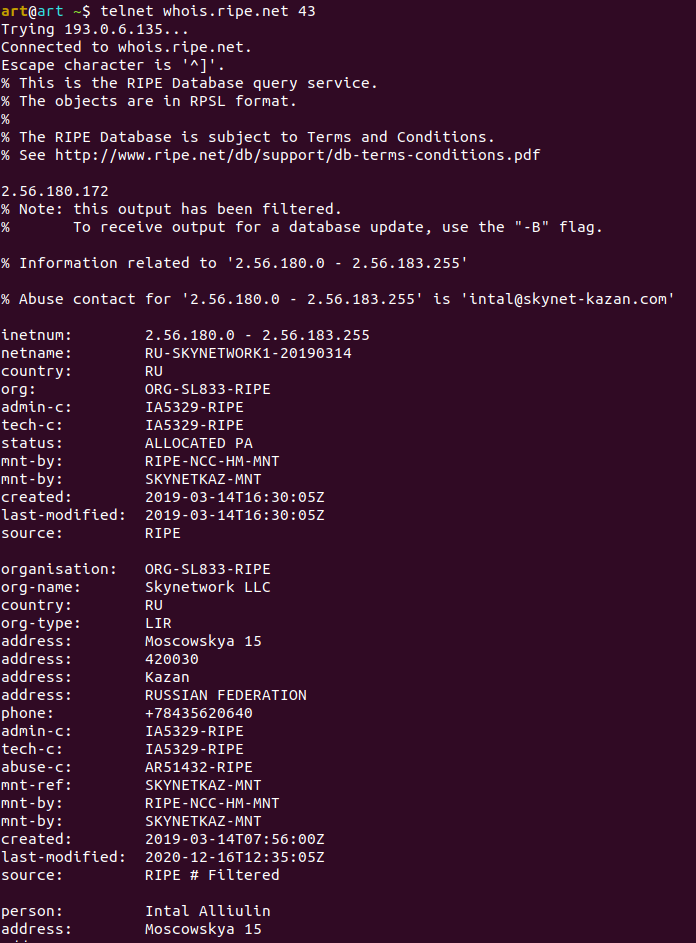 art@art ~$ telnet whois.ripe.net 43
Trying 193.0.6.135...
Connected to whois.ripe.net.
Escape character is '^]'.
% This is the RIPE Database query service.
% The objects are in RPSL format.
%
% The RIPE Database is subject to Terms and Conditions.
% See http://www.ripe.net/db/support/db-terms-conditions.pdf

2.56.180.172
% Note: this output has been filtered.
%       To receive output for a database update, use the "-B" flag.

% Information related to '2.56.180.0 - 2.56.183.255'

% Abuse contact for '2.56.180.0 - 2.56.183.255' is 'intal@skynet-kazan.com'

inetnum:        2.56.180.0 - 2.56.183.255
netname:        RU-SKYNETWORK1-20190314
country:        RU
org:            ORG-SL833-RIPE
admin-c:        IA5329-RIPE
tech-c:         IA5329-RIPE
status:         ALLOCATED PA
mnt-by:         RIPE-NCC-HM-MNT
mnt-by:         SKYNETKAZ-MNT
created:        2019-03-14T16:30:05Z
last-modified:  2019-03-14T16:30:05Z
source:         RIPE

organisation:   ORG-SL833-RIPE
org-name:       Skynetwork LLC
country:        RU
org-type:       LIR
address:        Moscowskya 15
address:        420030
address:        Kazan
address:        RUSSIAN FEDERATION
phone:          +78435620640
admin-c:        IA5329-RIPE
tech-c:         IA5329-RIPE
abuse-c:        AR51432-RIPE
mnt-ref:        SKYNETKAZ-MNT
mnt-by:         RIPE-NCC-HM-MNT
mnt-by:         SKYNETKAZ-MNT
created:        2019-03-14T07:56:00Z
last-modified:  2020-12-16T12:35:05Z
source:         RIPE # Filtered

person:         Intal Alliulin
address:        Moscowskya 15